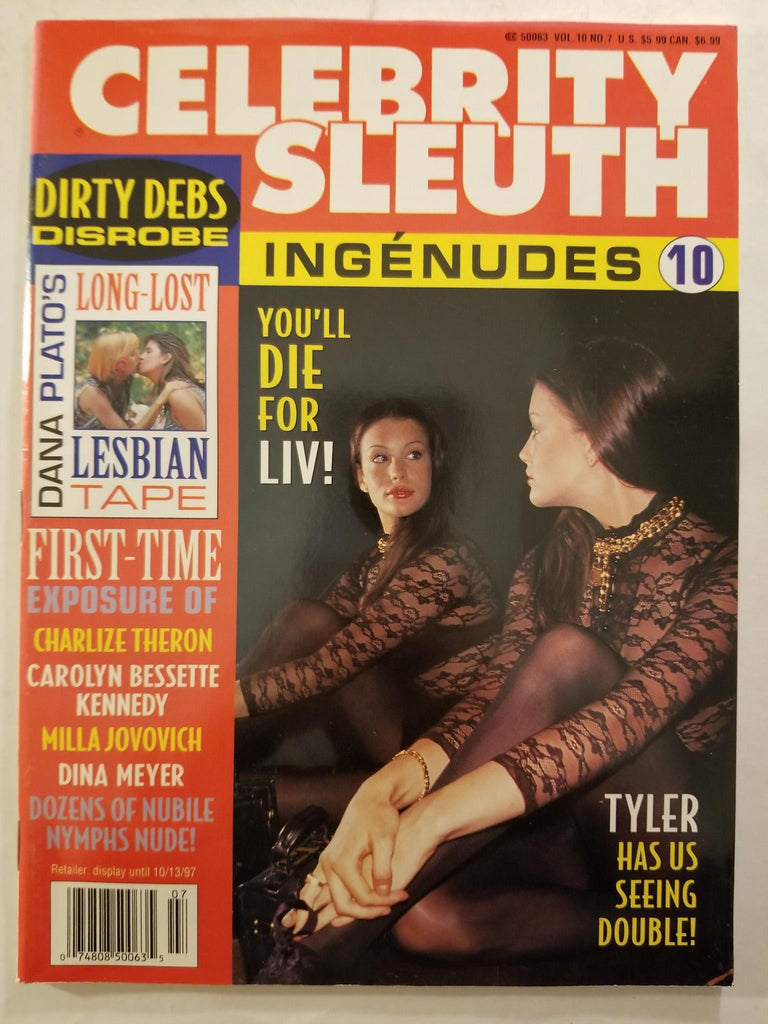 CC 50063 VOL. 10 NO. 7 U.S. $5.99 CAN. $6.99
CELEBRITY
SLEUTH
®
DIRTY DEBS
DISROBE
INGÉNUDES 10
DANA PLATO'S
LONG-LOST
LESBIAN
TAPE
YOU'LL
DIE
FOR
LIV!
FIRST-TIME
EXPOSURE OF
CHARLIZE THERON
CAROLYN BESSETTE
KENNEDY
MILLA JOVOVICH
DINA MEYER
DOZENS OF NUBILE
NYMPHS NUDE!
TYLER
HAS US
SEEING
DOUBLE!
Retailer: display until 10/13/97
07
0 74808 50063 5